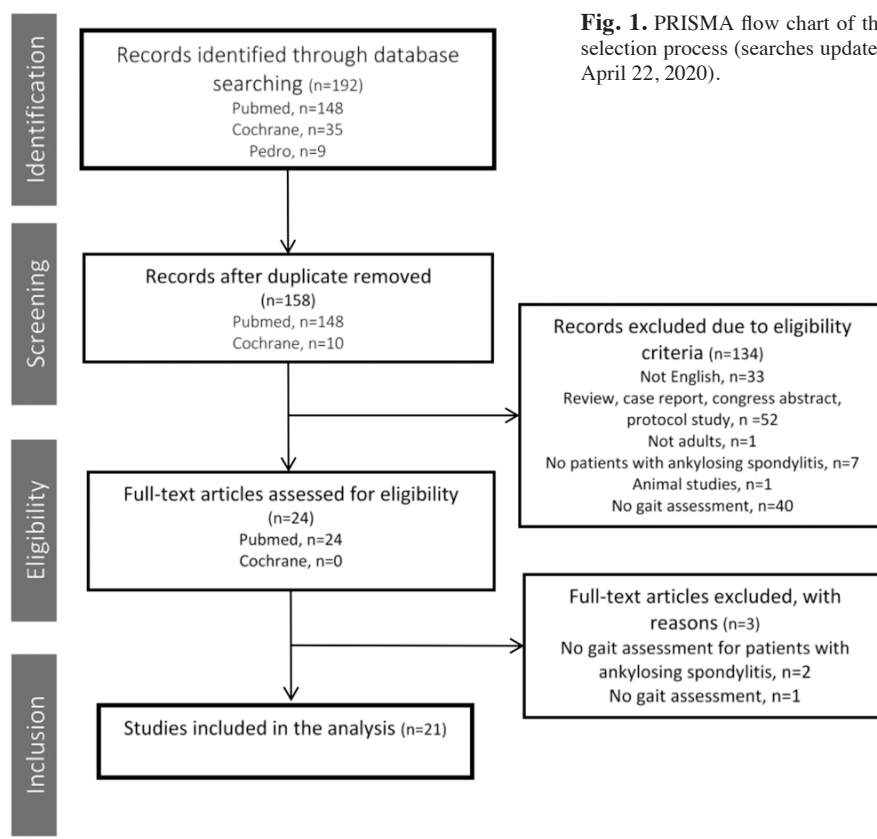 Fig. 1. PRISMA flow chart of th
selection process (searches update
April 22, 2020).
Identification
Records identified through database
searching (n=192)
Pubmed, n=148
Cochrane, n=35
Pedro, n=9
Screening
Records after duplicate removed
(n=158)
Pubmed, n=148
Cochrane, n=10
Records excluded due to eligibility
criteria (n=134)
Not English, n=33
Review, case report, congress abstract,
protocol study, n =52
Not adults, n=1
No patients with ankylosing spondylitis, n=7
Animal studies, n=1
No gait assessment, n=40
Eligibility
Full-text articles assessed for eligibility
(n=24)
Pubmed, n=24
Cochrane, n=0
Full-text articles excluded, with
reasons (n=3)
No gait assessment for patients with
ankylosing spondylitis, n=2
No gait assessment, n=1
Inclusion
Studies included in the analysis (n=21)